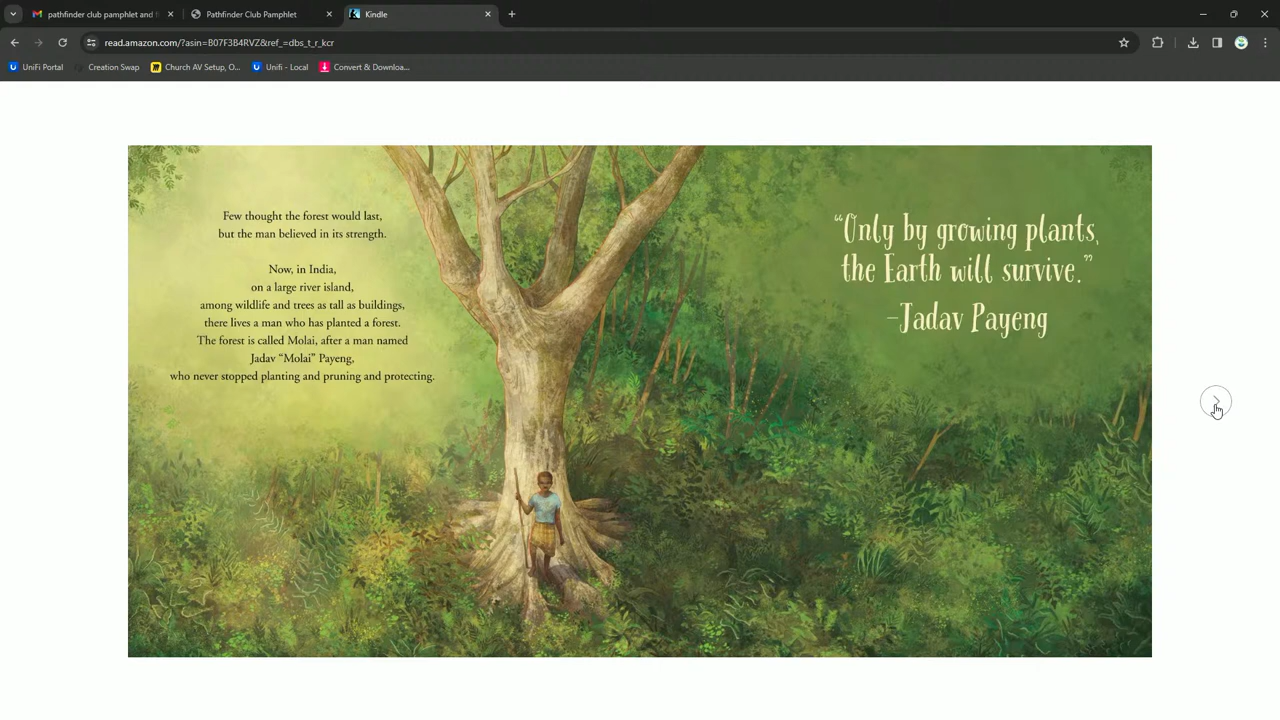 pathfinder club pamphlet and
Pathfinder Club Pamphlet
Kindle
read.amazon.com/?asin=B07F3B4RVZ&ref_=dbs_t_r_kcr
UniFi Portal
Creation Swap
Church AV Setup, O...
Unifi - Local
Convert & Downloa...
Few thought the forest would last,
but the man believed in its strength.
Now, in India,
on a large river island,
among wildlife and trees as tall as buildings,
there lives a man who has planted a forest.
The forest is called Molai, after a man named
Jadav “Molai” Payeng,
who never stopped planting and pruning and protecting.
“Only by growing plants,
the Earth will survive.”
–Jadav Payeng